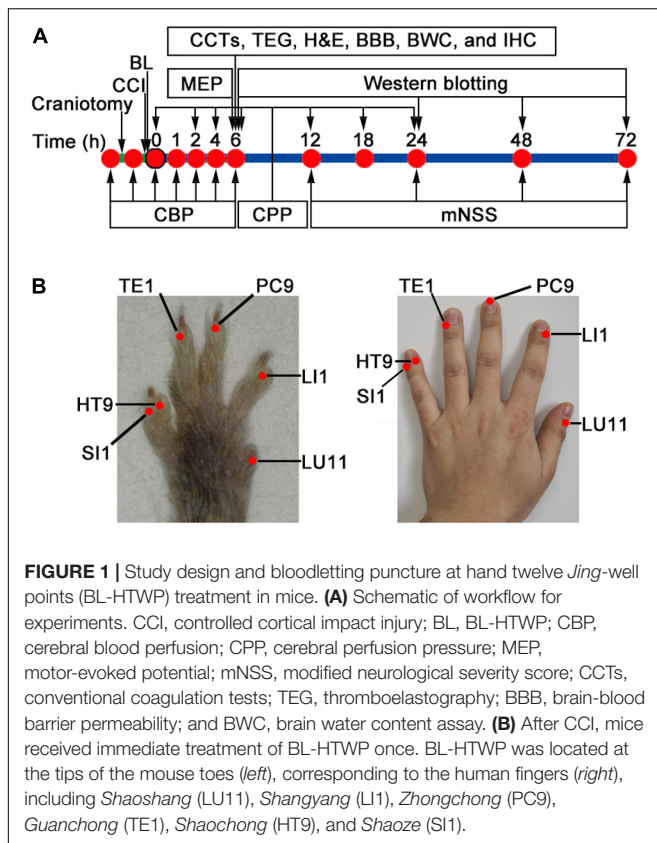 A
CCTs, TEG, H&E, BBB, BWC, and IHC
BL
CCI
Craniotomy
MEP
Western blotting
Time (h) 0 1 2 4 6 12 18 24 48 72
CBP
CPP
mNSS
B
TE1
PC9
LI1
HT9
SI1
LU11
TE1
PC9
LI1
HT9
SI1
LU11
FIGURE 1 | Study design and bloodletting puncture at hand twelve Jing-well
points (BL-HTWP) treatment in mice. (A) Schematic of workflow for
experiments. CCI, controlled cortical impact injury; BL, BL-HTWP; CBP,
cerebral blood perfusion; CPP, cerebral perfusion pressure; MEP,
motor-evoked potential; mNSS, modified neurological severity score; CCTs,
conventional coagulation tests; TEG, thromboelastography; BBB, brain-blood
barrier permeability; and BWC, brain water content assay. (B) After CCI, mice
received immediate treatment of BL-HTWP once. BL-HTWP was located at
the tips of the mouse toes (left), corresponding to the human fingers (right),
including Shaoshang (LU11), Shangyang (LI1), Zhongchong (PC9),
Guanchong (TE1), Shaochong (HT9), and Shaoze (SI1).